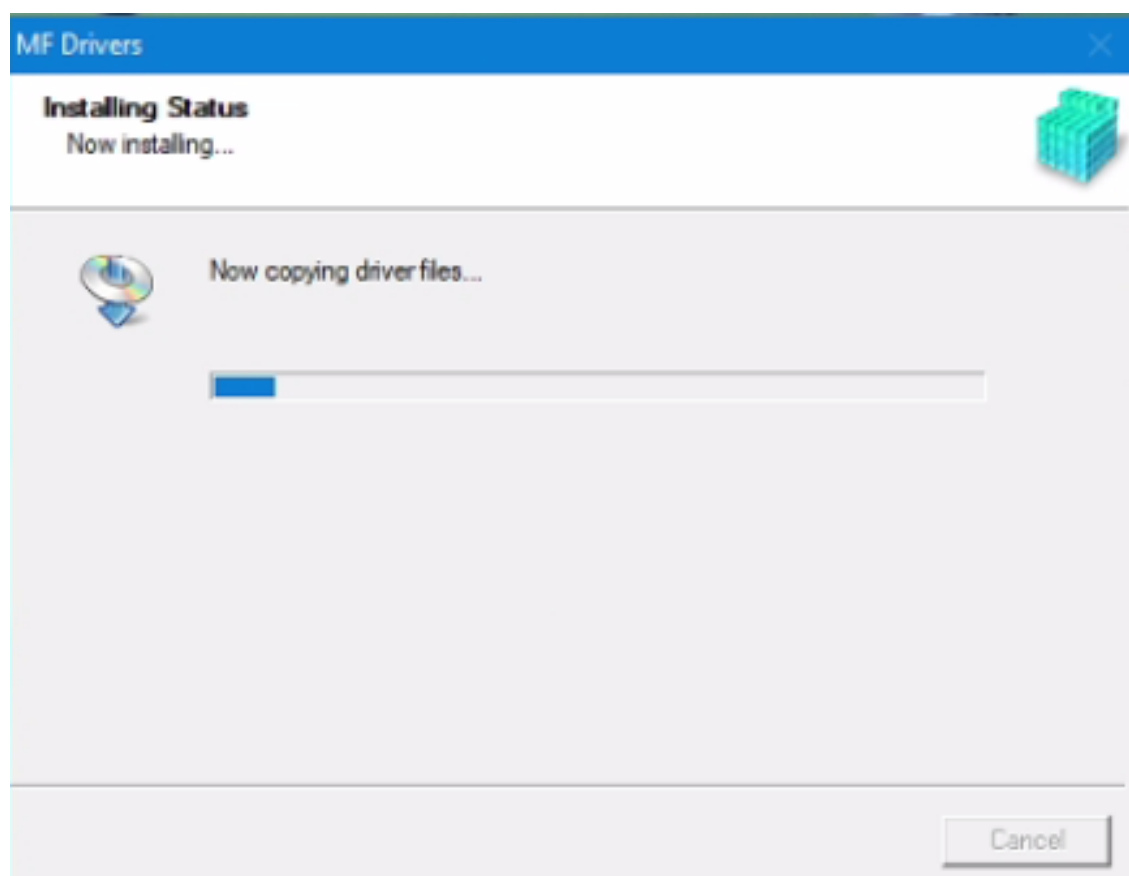 MF Drivers
Installing Status
Now installing...
Now copying driver files...
Cancel